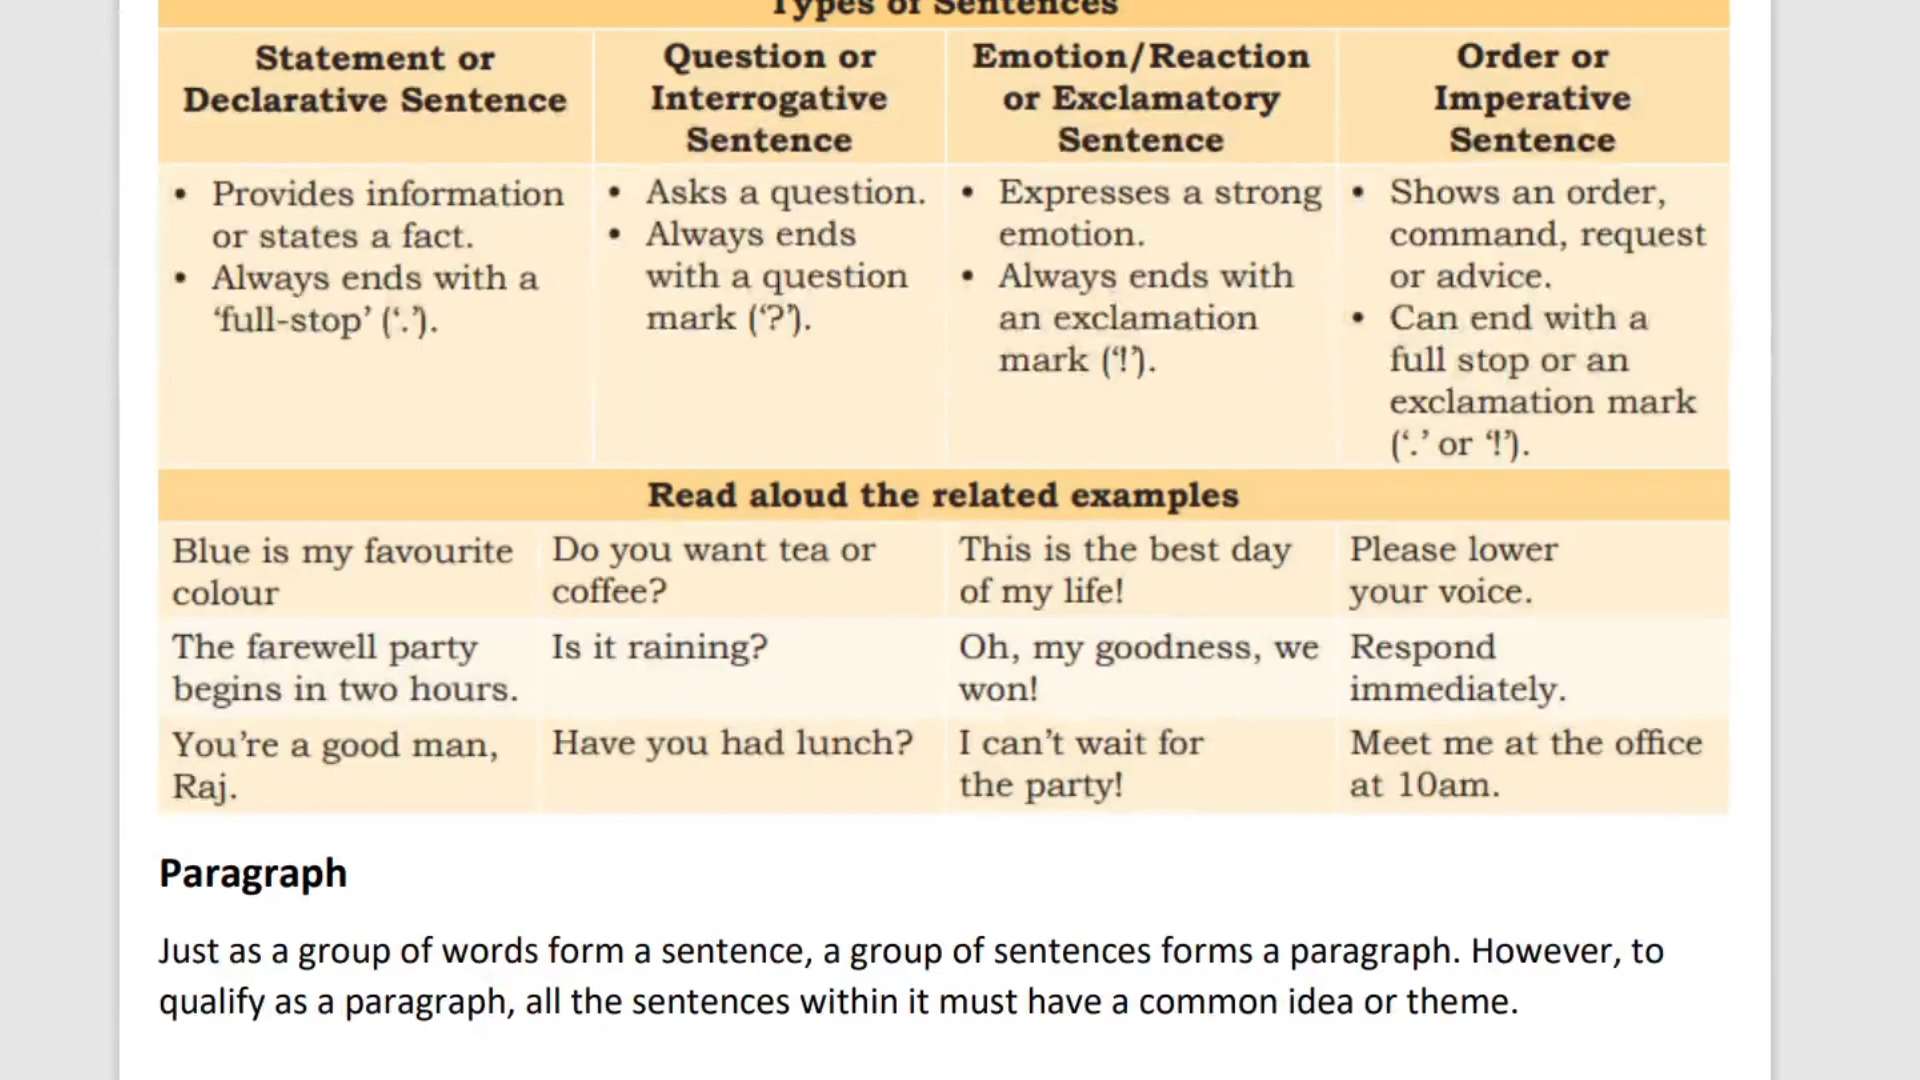 Types of Sentences
Statement or
Declarative Sentence
Question or
Interrogative
Sentence
Emotion/Reaction
or Exclamatory
Sentence
Order or
Imperative
Sentence
• Provides information
or states a fact.
• Always ends with a
‘full-stop’ (‘.’).
• Asks a question.
• Always ends
with a question
mark (‘?’).
• Expresses a strong
emotion.
• Always ends with
an exclamation
mark (‘!’).
• Shows an order,
command, request
or advice.
• Can end with a
full stop or an
exclamation mark
(‘.’ or ‘!’).
Read aloud the related examples
Blue is my favourite
colour
Do you want tea or
coffee?
This is the best day
of my life!
Please lower
your voice.
The farewell party
begins in two hours.
Is it raining?
Oh, my goodness, we
won!
Respond
immediately.
You’re a good man,
Raj.
Have you had lunch?
I can’t wait for
the party!
Meet me at the office
at 10am.
Paragraph
Just as a group of words form a sentence, a group of sentences forms a paragraph. However, to
qualify as a paragraph, all the sentences within it must have a common idea or theme.